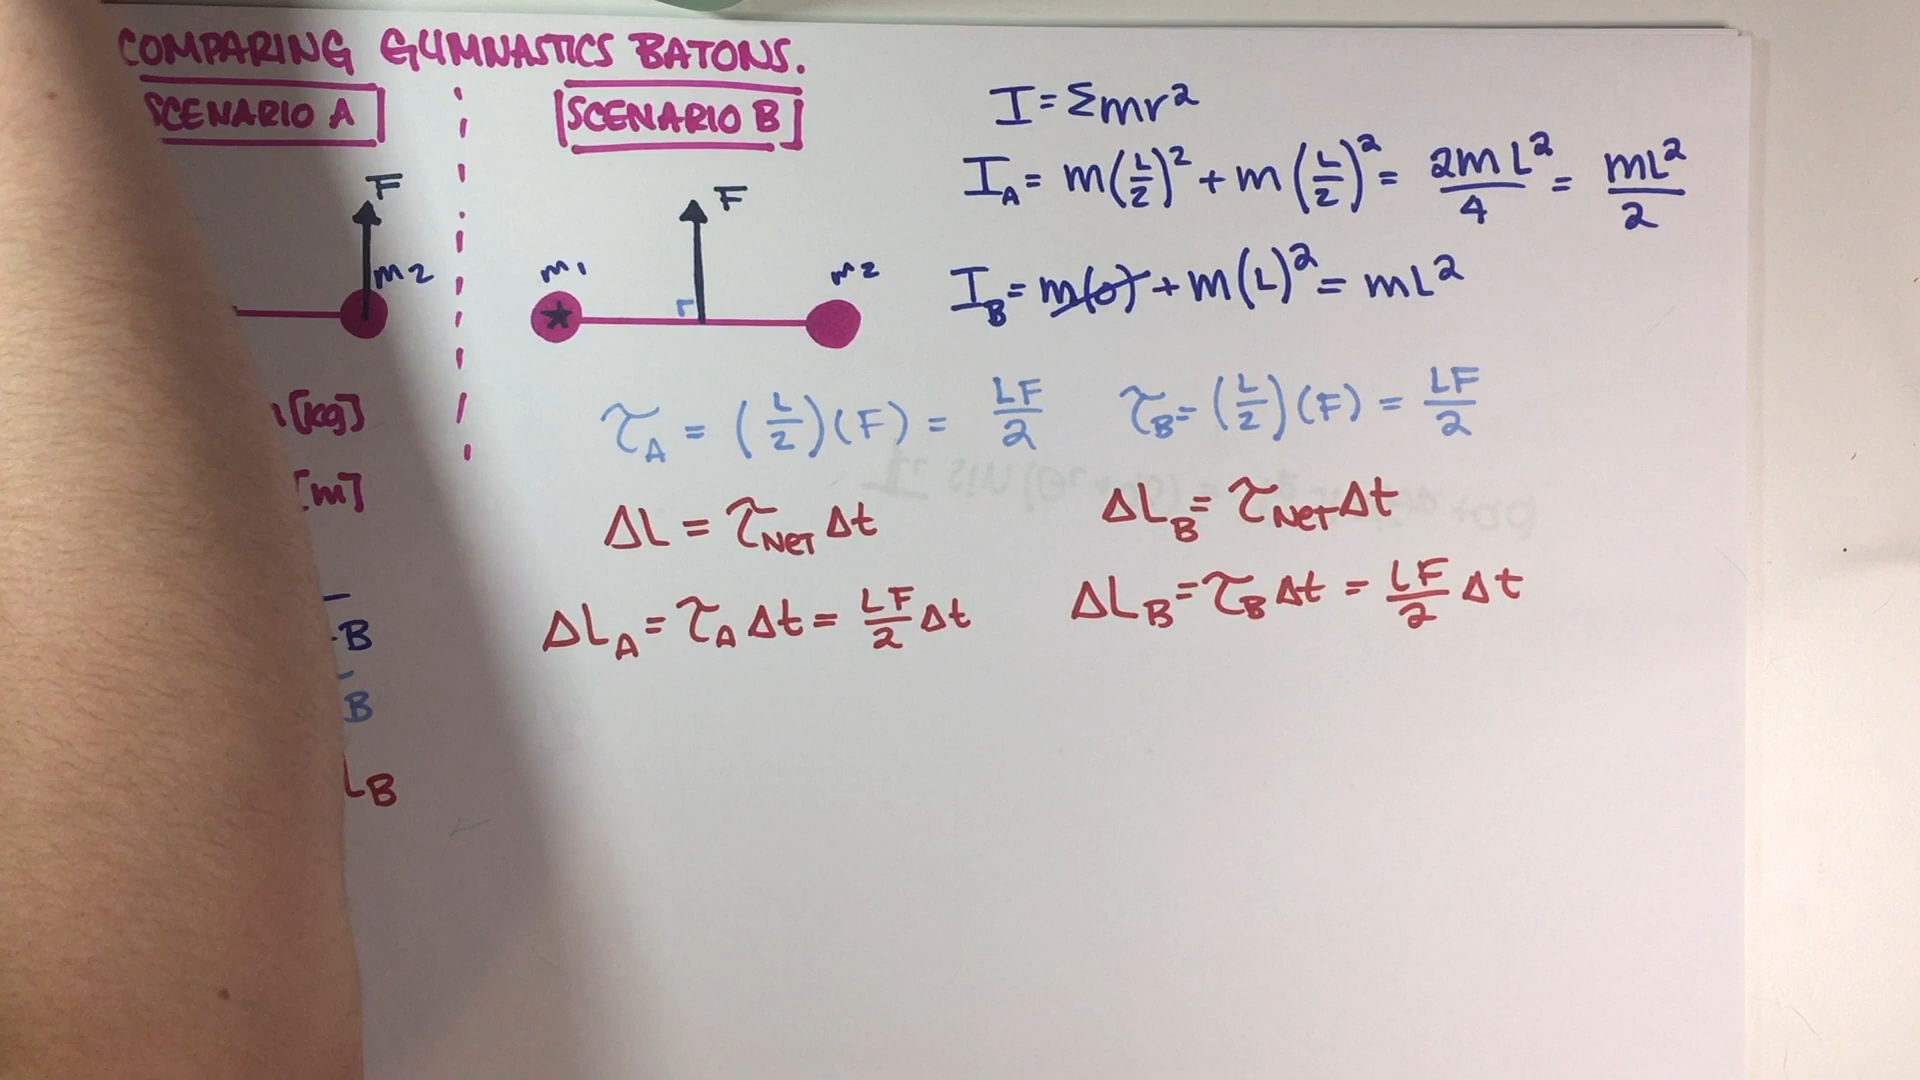 COMPARING GYMNASTICS BATONS.
SCENARIO A
SCENARIO B
F
m2
F
m1
m2
[kg]
[m]
B
B
LB
I = Σmr²
I_A = m(L/2)² + m(L/2)² = 2mL²/4 = mL²/2
I_B = m(0) + m(L)² = mL²
τ_A = (L/2)(F) = LF/2
τ_B = (L/2)(F) = LF/2
ΔL = τ_NET Δt
ΔL_B = τ_NET Δt
ΔL_A = τ_A Δt = LF/2 Δt
ΔL_B = τ_B Δt = LF/2 Δt